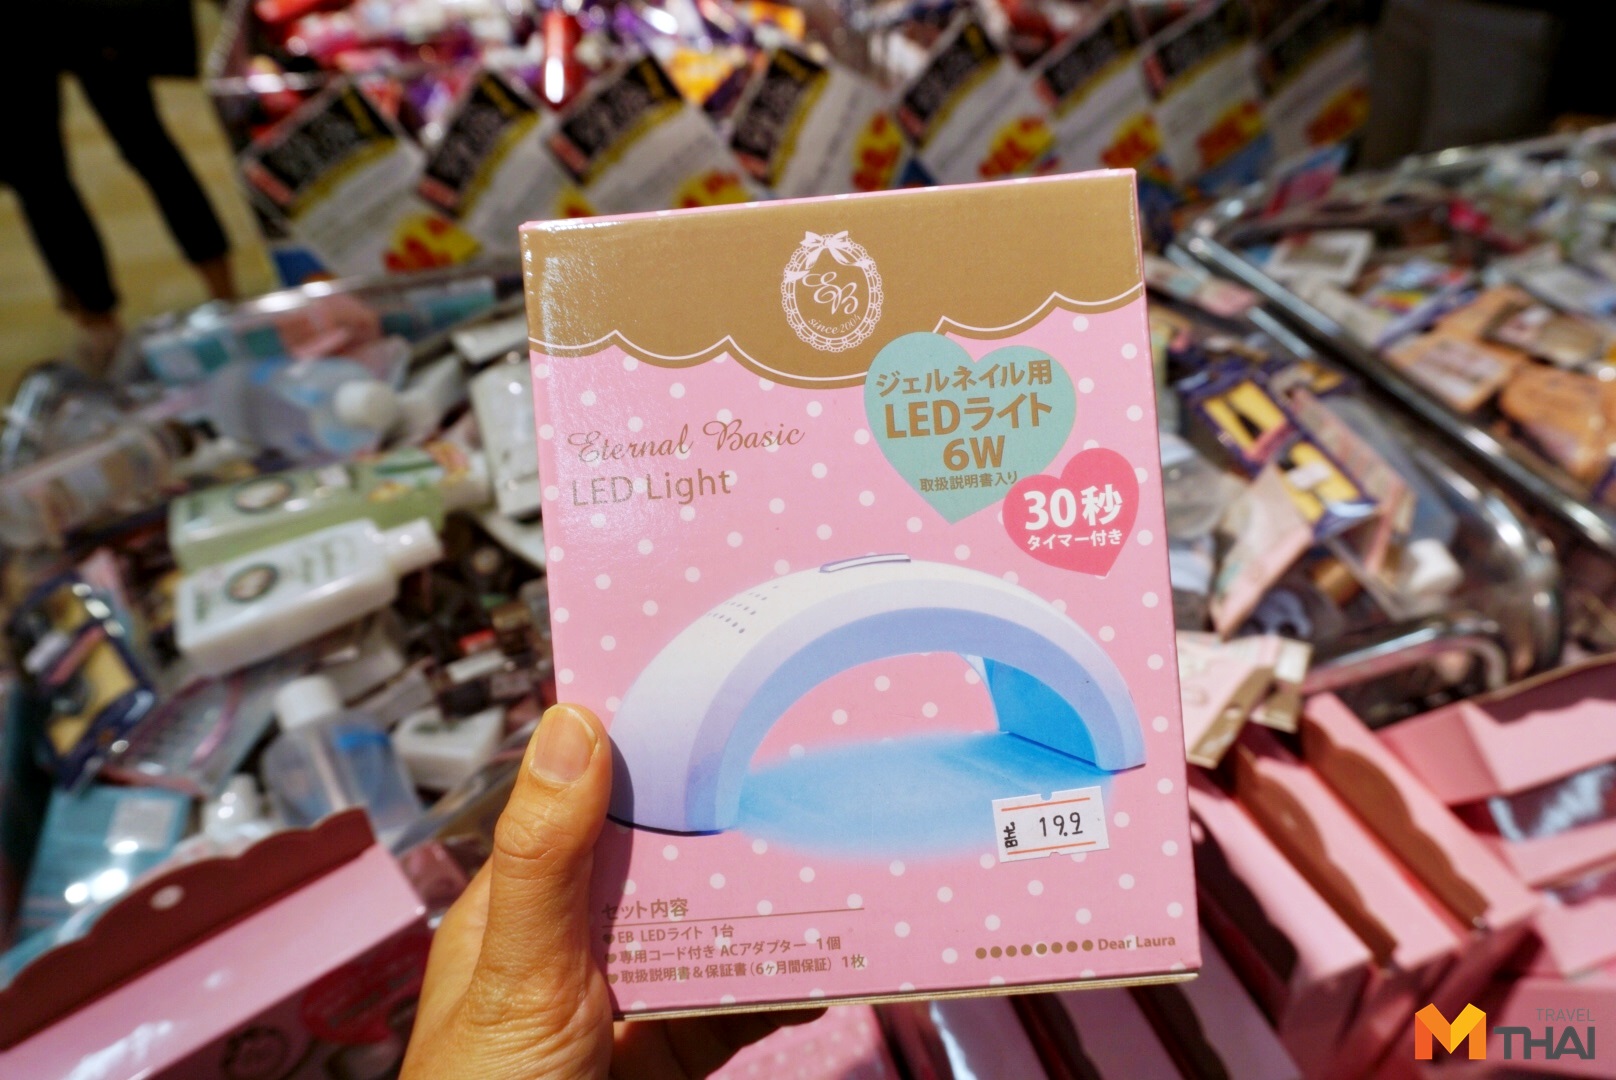 EB
since 2004
Eternal Basic
LED Light
ジェルネイル用
LEDライト
6W
取扱説明書入り
30秒
タイマー付き
19.2
セット内容
EB LEDライト 1台
専用コード付き ACアダプター 1個
取扱説明書&保証書(6ヶ月間保証) 1枚
Dear Laura
TRAVEL
MTHAI